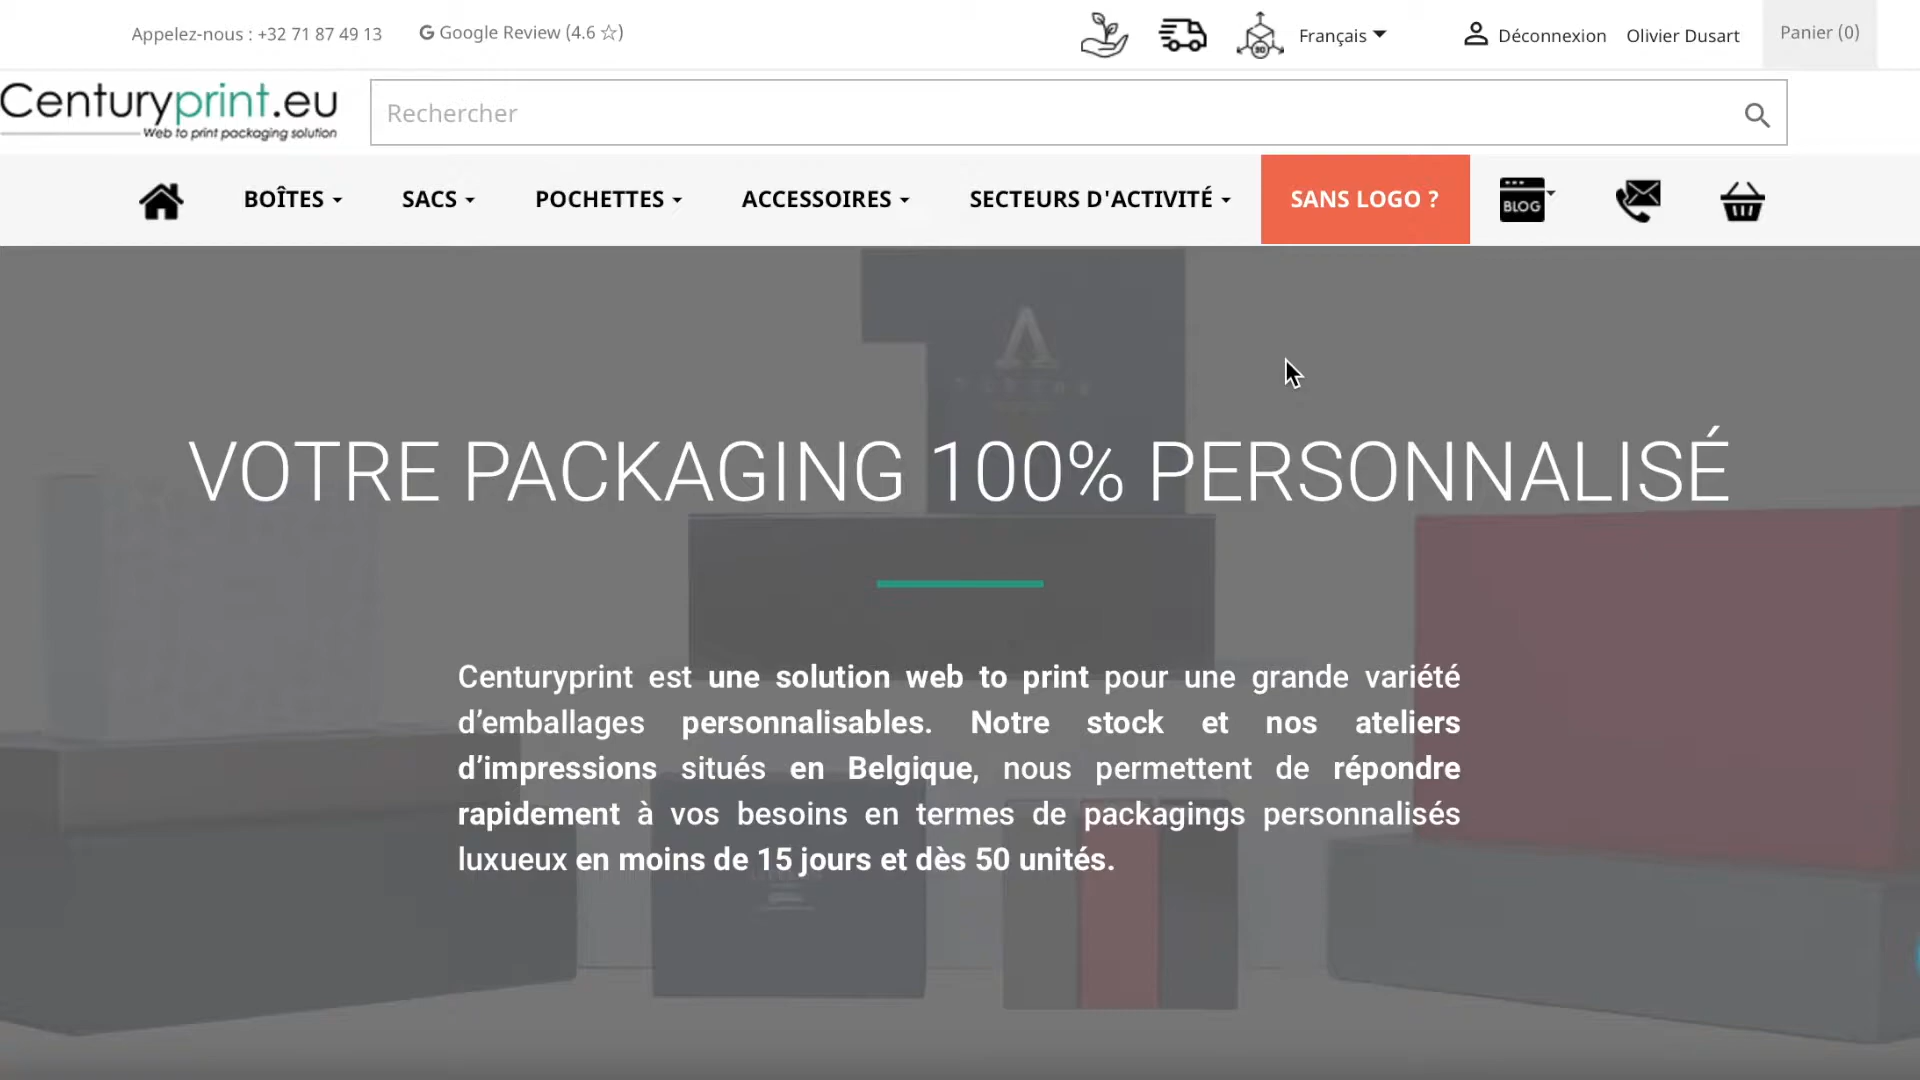 Appelez-nous : +32 71 87 49 13
Google Review (4.6 ☆)
3D
Français
Déconnexion
Olivier Dusart
Panier (0)
Centuryprint.eu
Web to print packaging solution
Rechercher
BOÎTES
SACS
POCHETTES
ACCESSOIRES
SECTEURS D'ACTIVITÉ
SANS LOGO ?
BLOG
VOTRE PACKAGING 100% PERSONNALISÉ
Centuryprint est une solution web to print pour une grande variété
d’emballages personnalisables. Notre stock et nos ateliers
d’impressions situés en Belgique, nous permettent de répondre
rapidement à vos besoins en termes de packagings personnalisés
luxueux en moins de 15 jours et dès 50 unités.